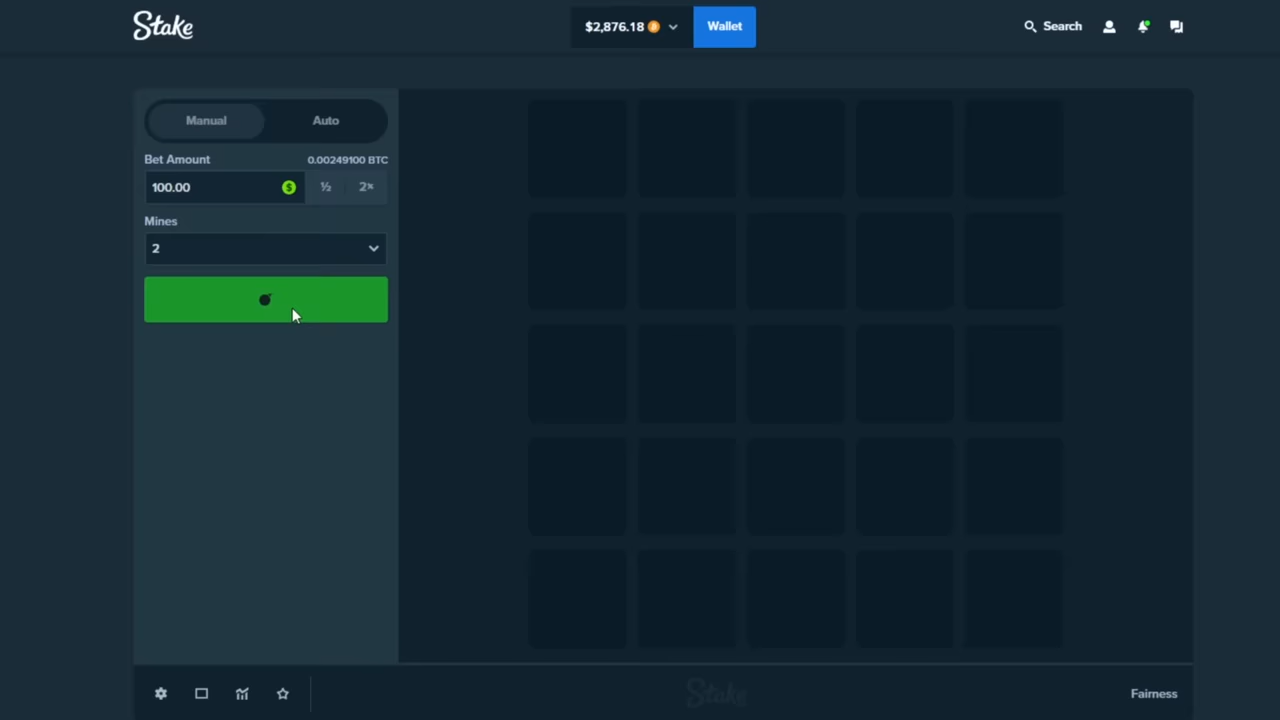 Stake
$2,876.18
Wallet
Search
Manual
Auto
Bet Amount
0.00249100 BTC
100.00
½
2×
Mines
2
Stake
Fairness